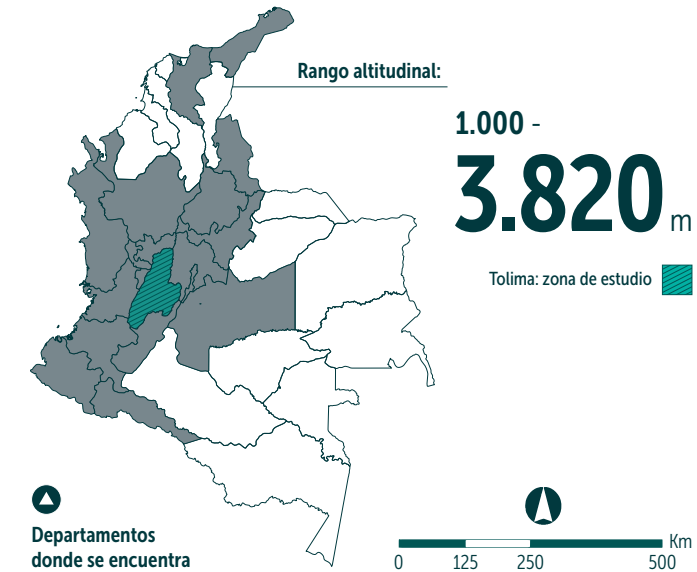 Rango altitudinal:
1.000 -
3.820 m
Tolima: zona de estudio
Departamentos
donde se encuentra
Km
0 125 250 500